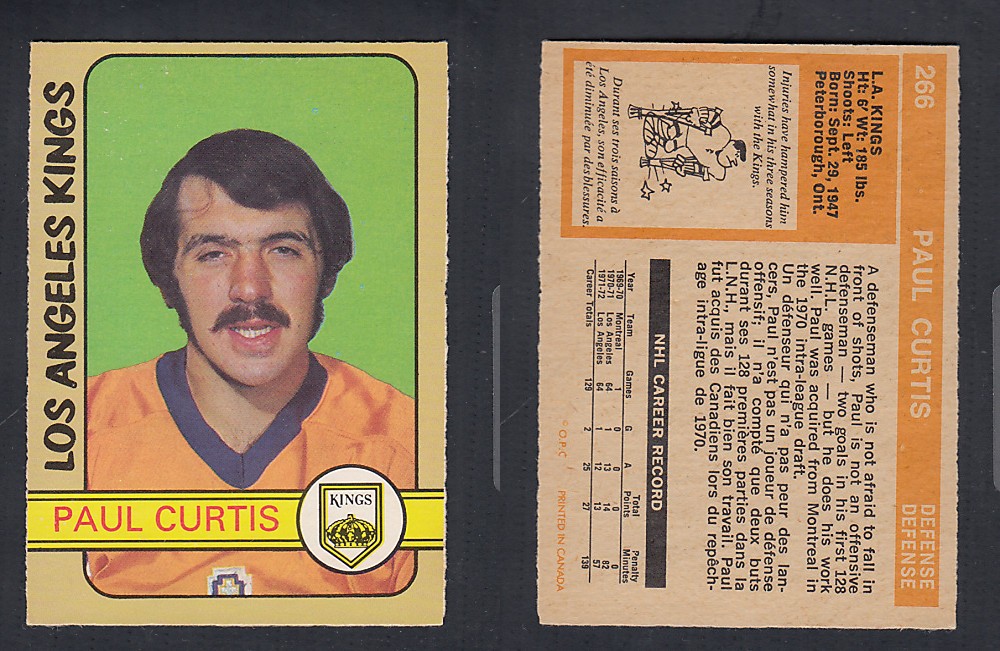 LOS ANGELES KINGS
KINGS
PAUL CURTIS
266
PAUL CURTIS
DEFENSE
DEFENSE
L.A. KINGS
Ht: 6' Wt: 185 lbs.
Shoots: Left
Born: Sept. 29, 1947
Peterborough, Ont.
Injuries have hampered him
somewhat in his three seasons
with the Kings.
Durant ses trois saisons à
Los Angeles, son efficacité a
été diminuée par des blessures.
A defenseman who is not afraid to fall in
front of shots, Paul is not an offensive
defenseman — two goals in his first 128
N.H.L. games — but he does his work
well. Paul was acquired from Montreal in
the 1970 intra-league draft.
Un défenseur qui n'a pas peur des lan-
cers, Paul n'est pas un joueur de défense
offensif; il n'a compté que deux buts
durant ses 128 premières parties dans la
L.N.H., mais il fait bien son travail. Paul
fut acquis des Canadiens lors du repêch-
age intra-ligue de 1970.
NHL CAREER RECORD
Year Team Games G A Total Points Penalty Minutes
1969-70 Montreal 1 0 0 0 0
1970-71 Los Angeles 64 1 13 14 82
1971-72 Los Angeles 64 1 12 13 57
Career Totals 129 2 25 27 139
© O.P.C. PRINTED IN CANADA